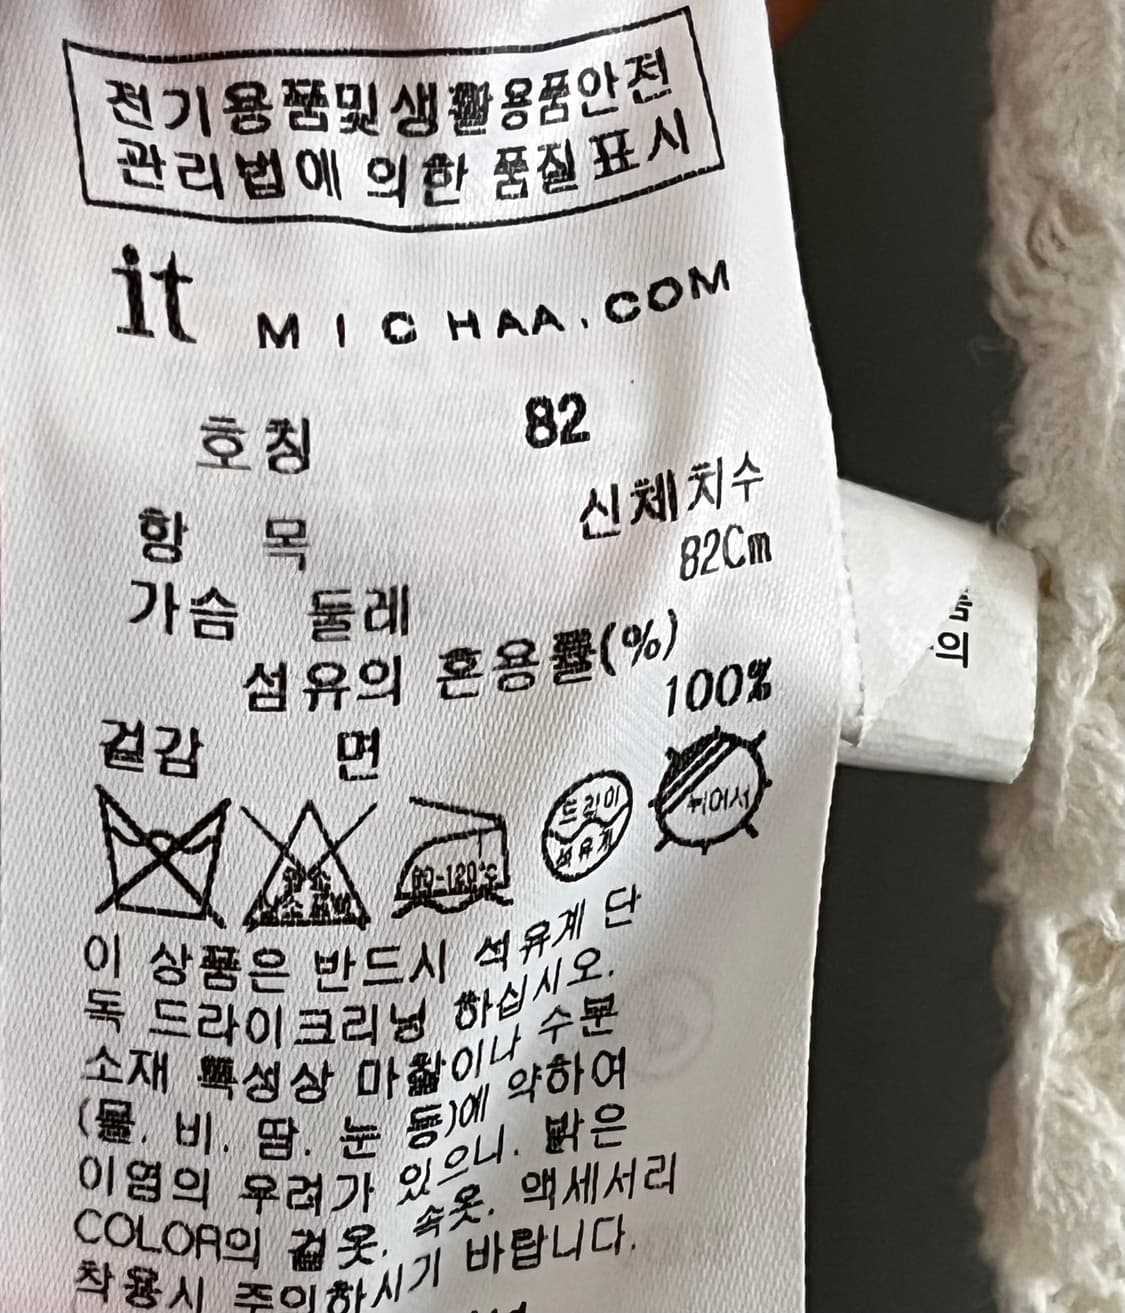 전기용품및생활용품안전
관리법에 의한 품질표시
it MICHAA.COM
호칭 82
항 목 신체치수
가슴 둘레 82Cm
섬유의 혼용률(%)
겉감 면 100%
염소 80-120℃ 드라이 석유계 뉘어서
이 상품은 반드시 석유계 단
독 드라이크리닝 하십시오.
소재 특성상 마찰이나 수분
(물. 비. 땀. 눈 등)에 약하여
이염의 우려가 있으니. 밝은
COLOR의 겉옷. 속옷. 액세서리
착용시 주의하시기 바랍니다.